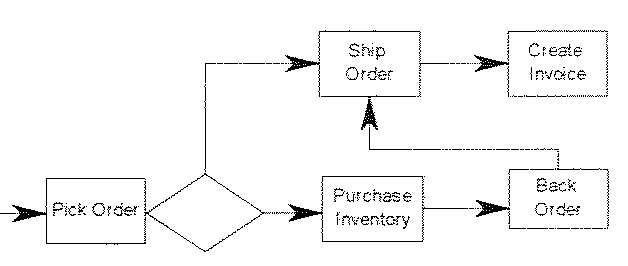 Ship
Order
Create
Invoice
Pick Order
Purchase
Inventory
Back
Order